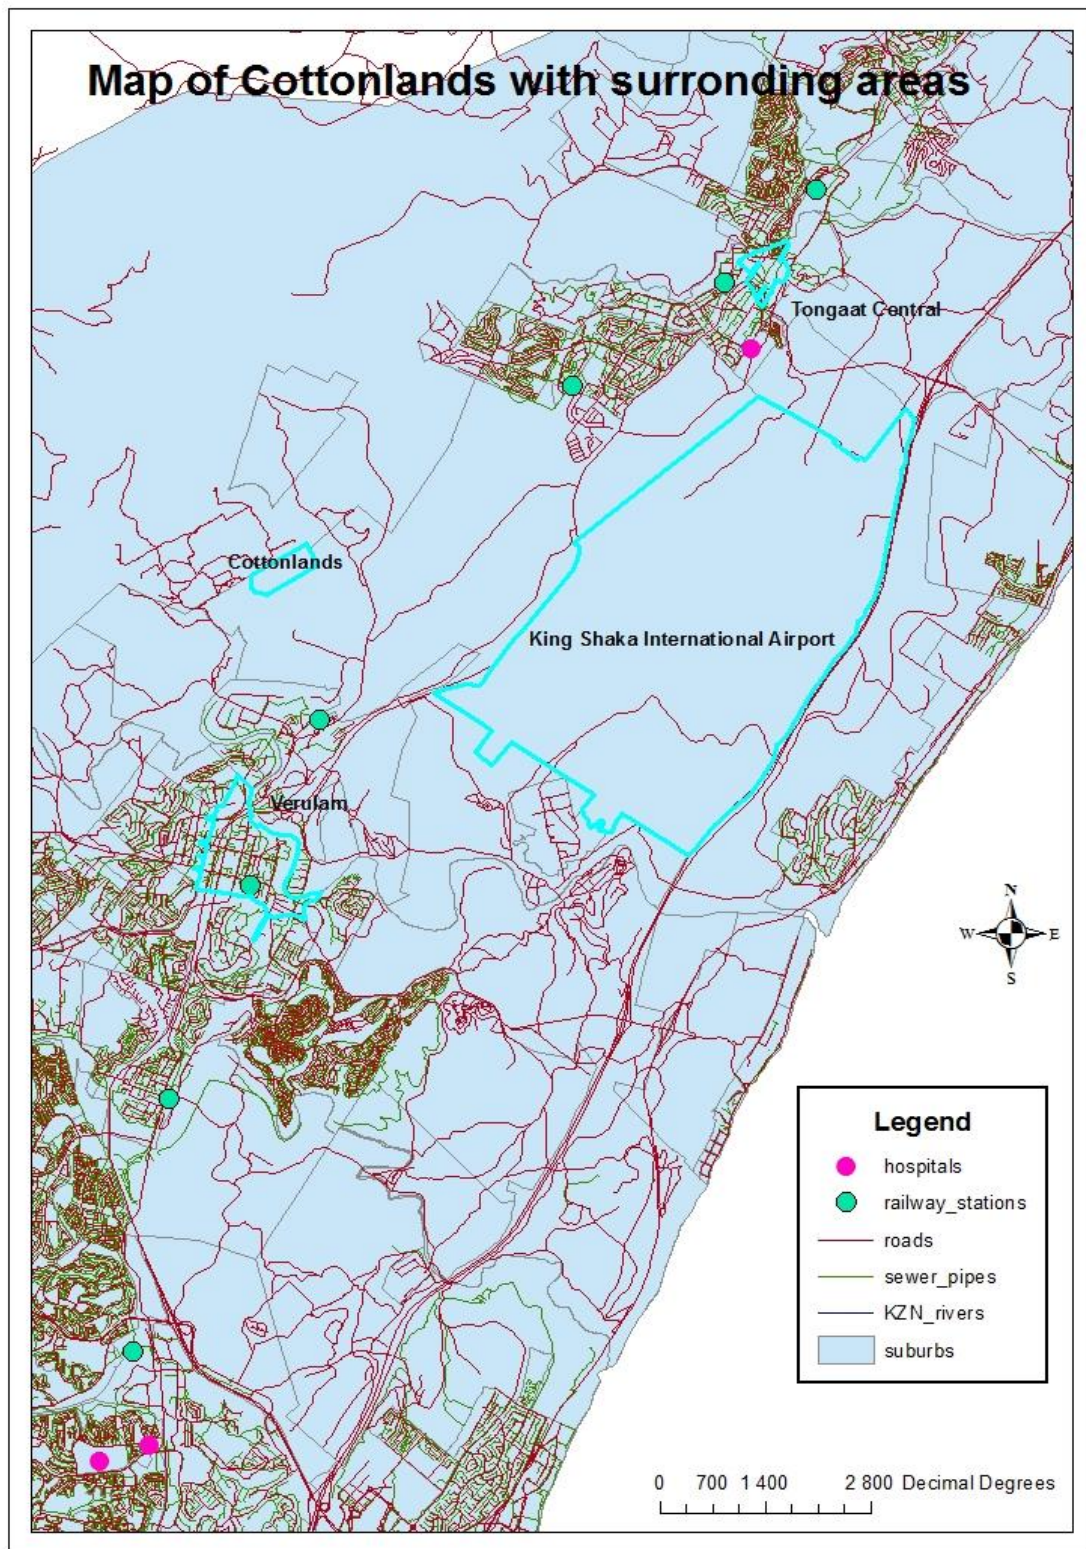 Map of Cottonlands with surronding areas
Tongaat Central
Cottonlands
King Shaka International Airport
Verulam
N
W E
S
Legend
hospitals
railway_stations
roads
sewer_pipes
KZN_rivers
suburbs
0 700 1 400 2 800 Decimal Degrees